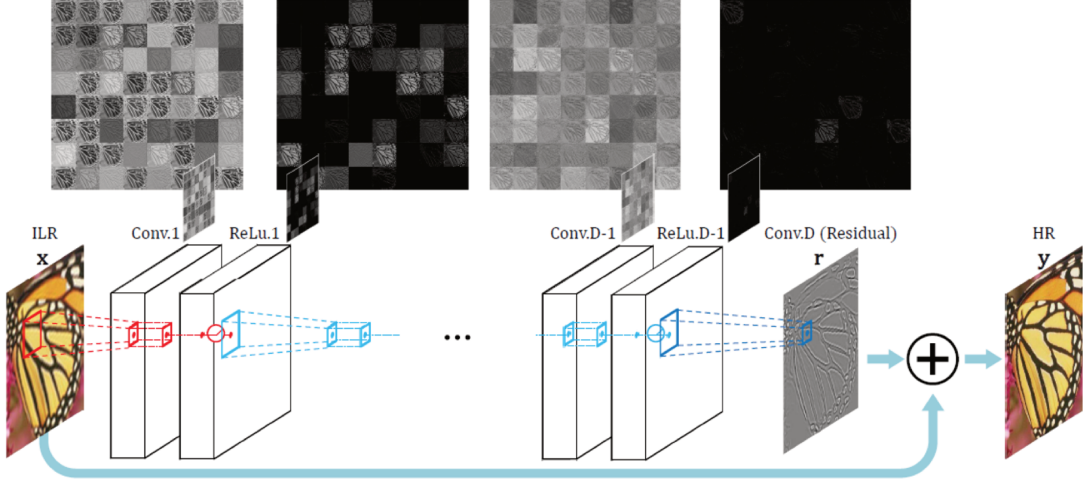 ILR
x
Conv.1
ReLu.1
...
Conv.D-1
ReLu.D-1
Conv.D (Residual)
r
HR
y